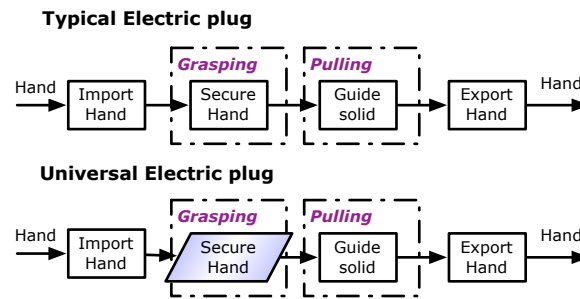 Typical Electric plug
Grasping
Pulling
Hand
Import
Hand
Secure
Hand
Guide
solid
Export
Hand
Hand
Universal Electric plug
Grasping
Pulling
Hand
Import
Hand
Secure
Hand
Guide
solid
Export
Hand
Hand